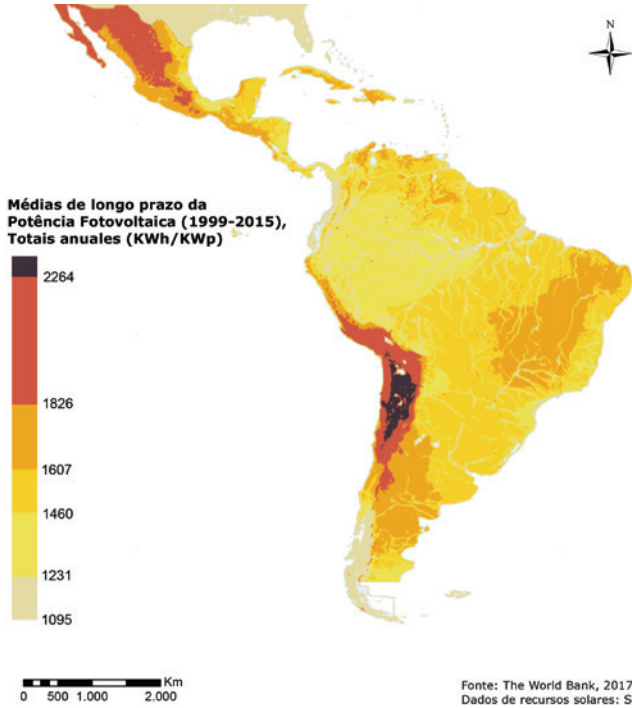 N
Médias de longo prazo da
Potência Fotovoltaica (1999-2015),
Totais anuales (KWh/KWp)
2264
1826
1607
1460
1231
1095
Km
0 500 1.000 2.000
Fonte: The World Bank, 2017
Dados de recursos solares: S